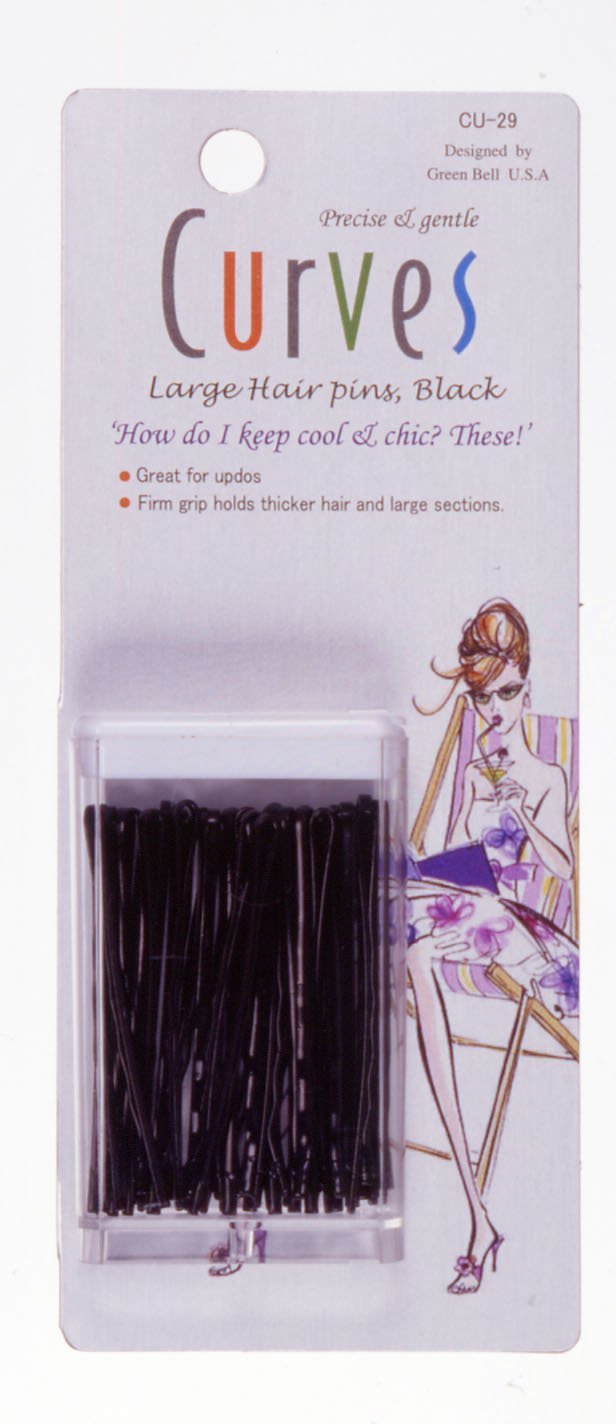 CU-29
Designed by
Green Bell U.S.A
Precise & gentle
Curves
Large Hair pins, Black
‘How do I keep cool & chic? These!’
● Great for updos
● Firm grip holds thicker hair and large sections.